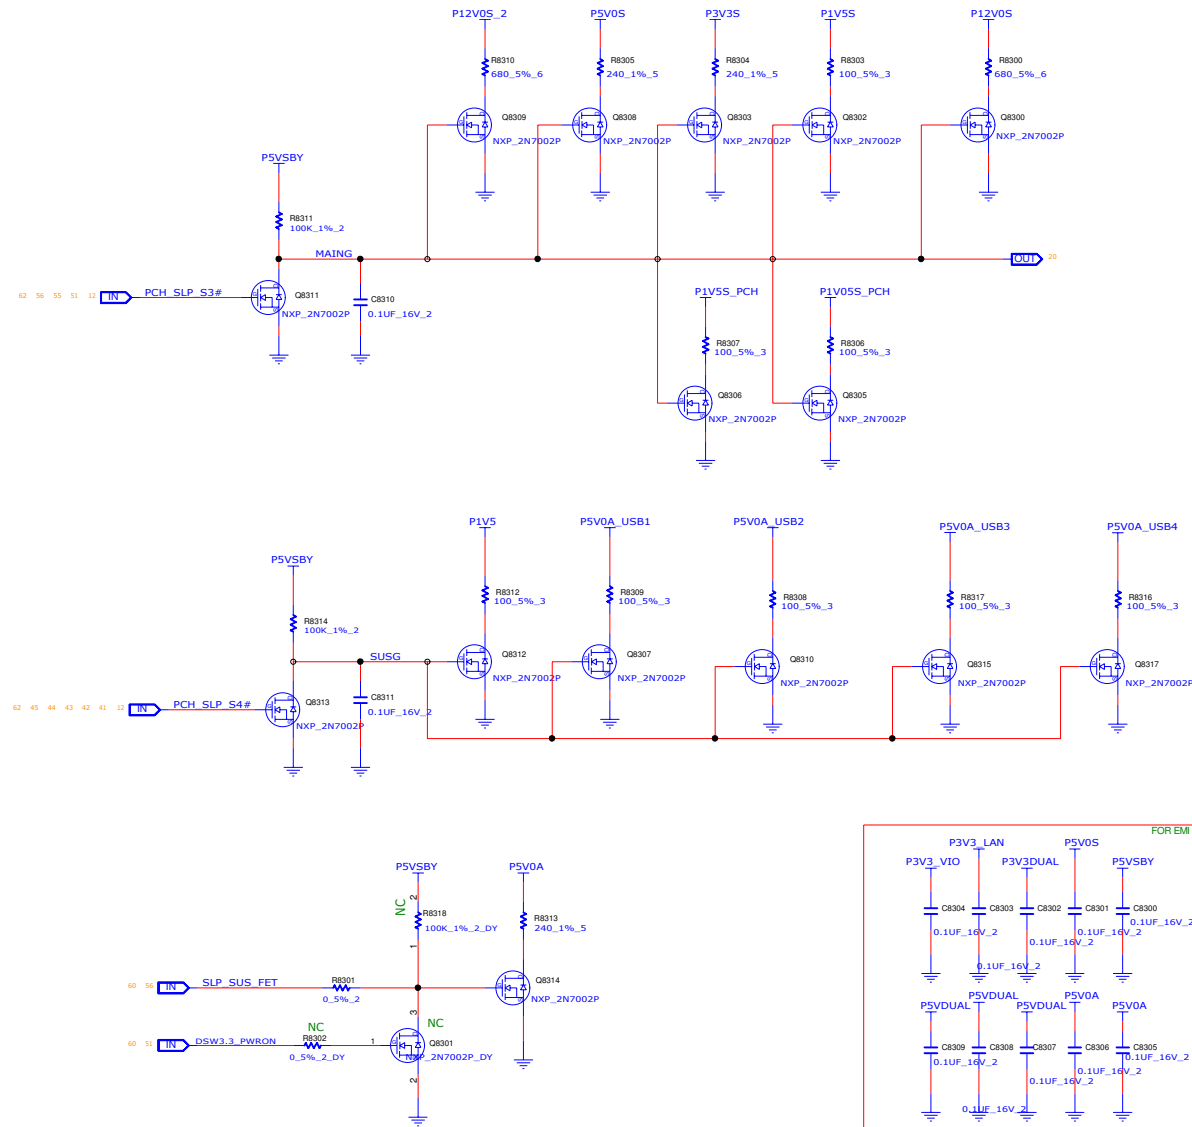 P12V0S_2 P5V0S P3V3S P1V5S P12V0S
R8310 R8305 R8304 R8303 R8300
680_5%_6 240_1%_5 240_1%_5 100_5%_3 680_5%_6
Q8309 Q8308 Q8303 Q8302 Q8300
NXP_2N7002P NXP_2N7002P NXP_2N7002P NXP_2N7002P NXP_2N7002P
P5VSBY
R8311
100K_1%_2
MAING
OUT 20
62 56 55 51 12 IN PCH_SLP_S3#
Q8311
NXP_2N7002P
C8310
0.1UF_16V_2
P1V5S_PCH P1V05S_PCH
R8307 R8306
100_5%_3 100_5%_3
Q8306 Q8305
NXP_2N7002P NXP_2N7002P
P1V5 P5V0A_USB1 P5V0A_USB2 P5V0A_USB3 P5V0A_USB4
P5VSBY
R8312 R8309 R8308 R8317 R8316
100_5%_3 100_5%_3 100_5%_3 100_5%_3 100_5%_3
R8314
100K_1%_2
SUSG
Q8312 Q8307 Q8310 Q8315 Q8317
NXP_2N7002P NXP_2N7002P NXP_2N7002P NXP_2N7002P NXP_2N7002P
62 45 44 43 42 41 12 IN PCH_SLP_S4#
Q8313
NXP_2N7002P
C8311
0.1UF_16V_2
FOR EMI
P5VSBY P5V0A
NC 2
R8318 R8313
100K_1%_2_DY 240_1%_5
1
60 56 IN SLP_SUS_FET
R8301
0_5%_2
Q8314
NXP_2N7002P
3 NC
60 51 IN DSW3.3_PWRON
NC
R8302
0_5%_2_DY
1
Q8301
NXP_2N7002P_DY
2
P3V3_VIO P3V3_LAN P3V3DUAL P5V0S P5VSBY
C8304 C8303 C8302 C8301 C8300
0.1UF_16V_2 0.1UF_16V_2 0.1UF_16V_2 0.1UF_16V_2 0.1UF_16V_2
P5VDUAL P5VDUAL P5VDUAL P5V0A P5V0A
C8309 C8308 C8307 C8306 C8305
0.1UF_16V_2 0.1UF_16V_2 0.1UF_16V_2 0.1UF_16V_2 0.1UF_16V_2